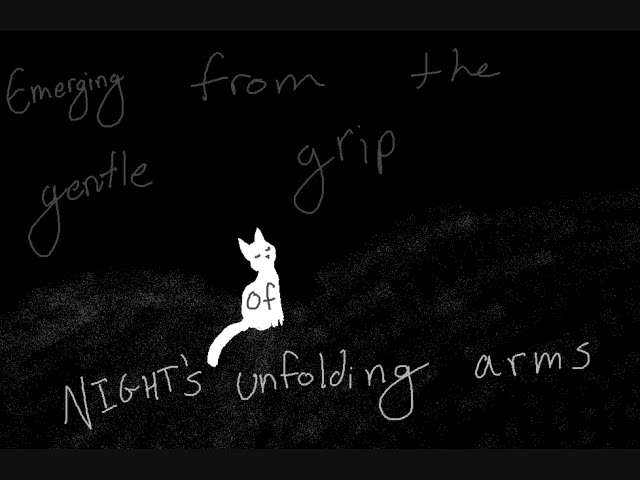 Emerging from the
gentle grip
of
NIGHT's unfolding arms